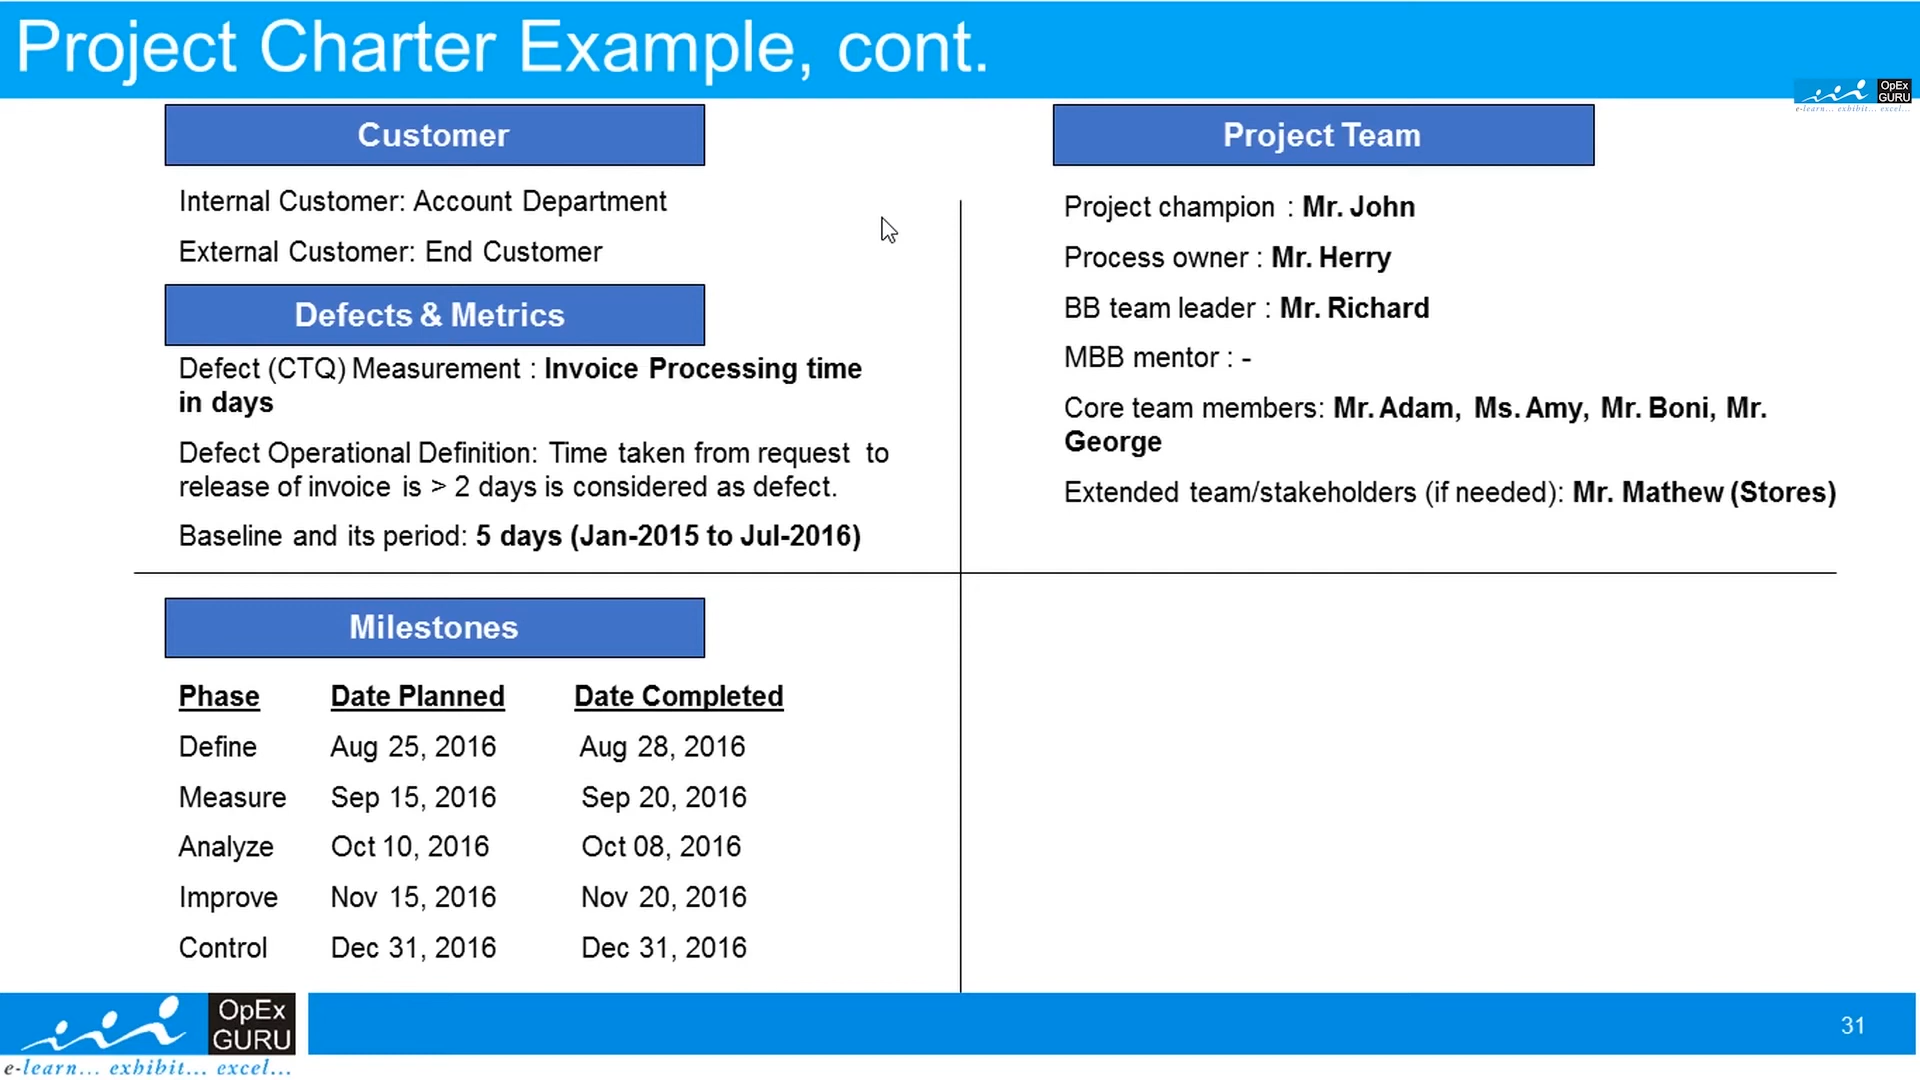 Project Charter Example, cont.
OpEx
GURU
e-learn... exhibit... excel...
Customer
Internal Customer: Account Department
External Customer: End Customer
Defects & Metrics
Defect (CTQ) Measurement : Invoice Processing time
in days
Defect Operational Definition: Time taken from request to
release of invoice is > 2 days is considered as defect.
Baseline and its period: 5 days (Jan-2015 to Jul-2016)
Project Team
Project champion : Mr. John
Process owner : Mr. Herry
BB team leader : Mr. Richard
MBB mentor : -
Core team members: Mr. Adam, Ms. Amy, Mr. Boni, Mr.
George
Extended team/stakeholders (if needed): Mr. Mathew (Stores)
Milestones
Phase Date Planned Date Completed
Define Aug 25, 2016 Aug 28, 2016
Measure Sep 15, 2016 Sep 20, 2016
Analyze Oct 10, 2016 Oct 08, 2016
Improve Nov 15, 2016 Nov 20, 2016
Control Dec 31, 2016 Dec 31, 2016
OpEx
GURU
e-learn... exhibit... excel...
31